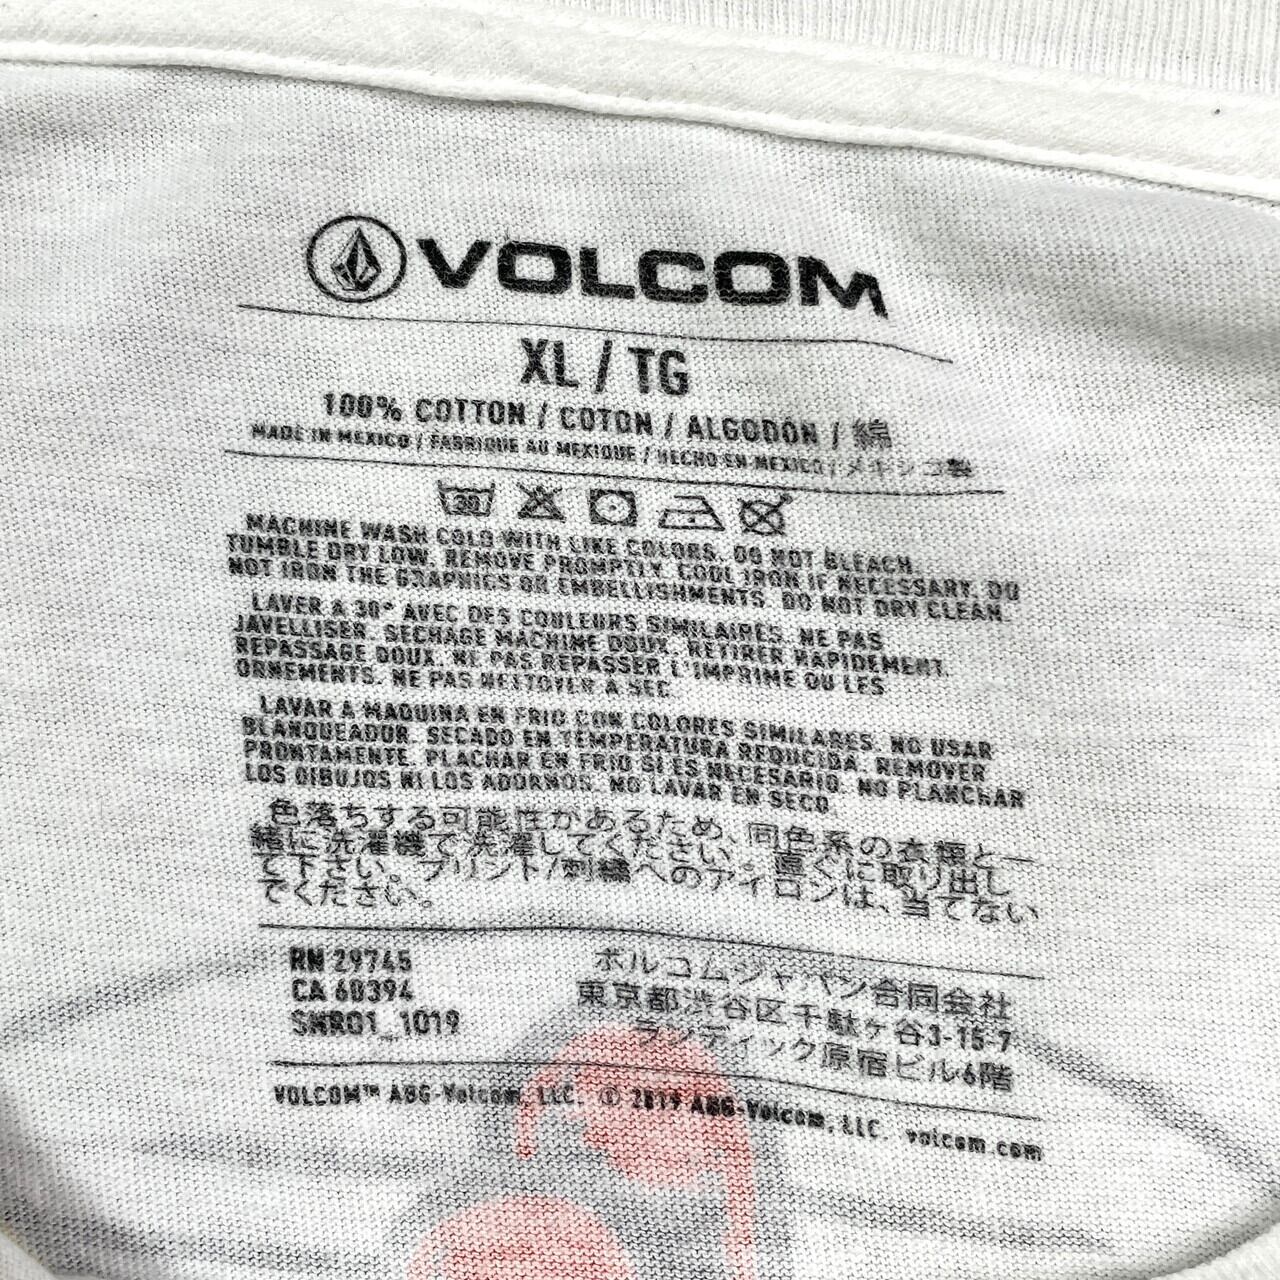 VOLCOM
XL / TG
100% COTTON / COTON / ALGODÓN / 綿
MADE IN MEXICO / FABRIQUE AU MEXIQUE / HECHO EN MEXICO / メキシコ製
30
MACHINE WASH COLD WITH LIKE COLORS. DO NOT BLEACH.
TUMBLE DRY LOW. REMOVE PROMPTLY. COOL IRON IF NECESSARY. DO
NOT IRON THE GRAPHICS OR EMBELLISHMENTS. DO NOT DRY CLEAN.
LAVER A 30° AVEC DES COULEURS SIMILAIRES. NE PAS
JAVELLISER. SECHAGE MACHINE DOUX. RETIRER RAPIDEMENT.
REPASSAGE DOUX. NE PAS REPASSER L'IMPRIME OU LES
ORNEMENTS. NE PAS NETTOYER A SEC
LAVAR A MAQUINA EN FRIO CON COLORES SIMILARES. NO USAR
BLANQUEADOR. SECADO EN TEMPERATURA REDUCIDA. REMOVER
PRONTAMENTE. PLACHAR EN FRIO SI ES NECESARIO. NO PLANCHAR
LOS DIBUJOS NI LOS ADORNOS. NO LAVAR EN SECO.
色落ちする可能性があるため、同色系の衣類と一
緒に洗濯機で洗濯してください。直ぐに取り出し
て下さい。プリント/刺繍へのアイロンは、当てない
でください。
RN 29745
CA 60394
SHR01_1019
ボルコム・ジャパン合同会社
東京都渋谷区千駄ヶ谷3-15-7
ランディック原宿ビル6階
VOLCOM™ ABG-Volcom, LLC. © 2019 ABG-Volcom, LLC. volcom.com